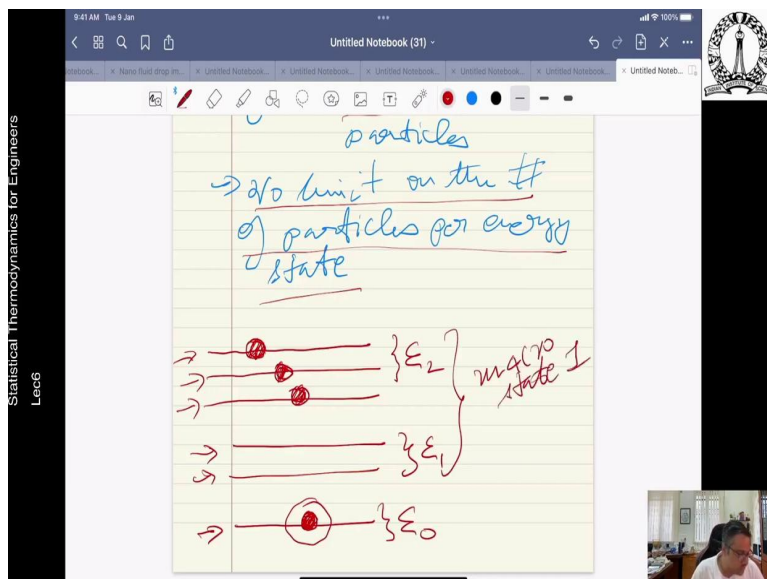 9:41 AM Tue 9 Jan
100%
Untitled Notebook (31)
Notebook...
Nano fluid drop im...
Untitled Notebook...
Untitled Notebook...
Untitled Notebook...
Untitled Notebook...
Untitled Notebook...
Untitled Noteb...
Statistical Thermodynamics for Engineers
Lec6
particles
→ No limit on the #
of particles per energy
state
} ε2
macro
state 1
} ε1
} ε0